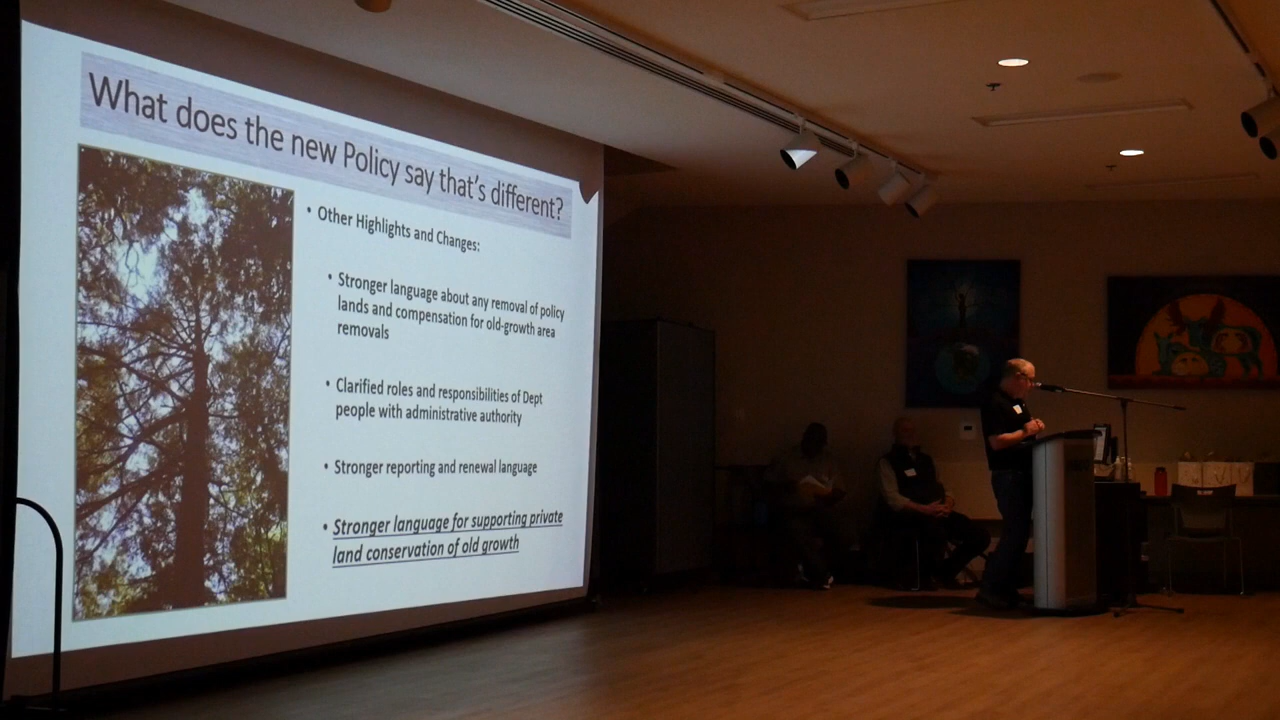 What does the new Policy say that's different?
• Other Highlights and Changes:
• Stronger language about any removal of policy
lands and compensation for old-growth area
removals
• Clarified roles and responsibilities of Dept
people with administrative authority
• Stronger reporting and renewal language
• Stronger language for supporting private
land conservation of old growth